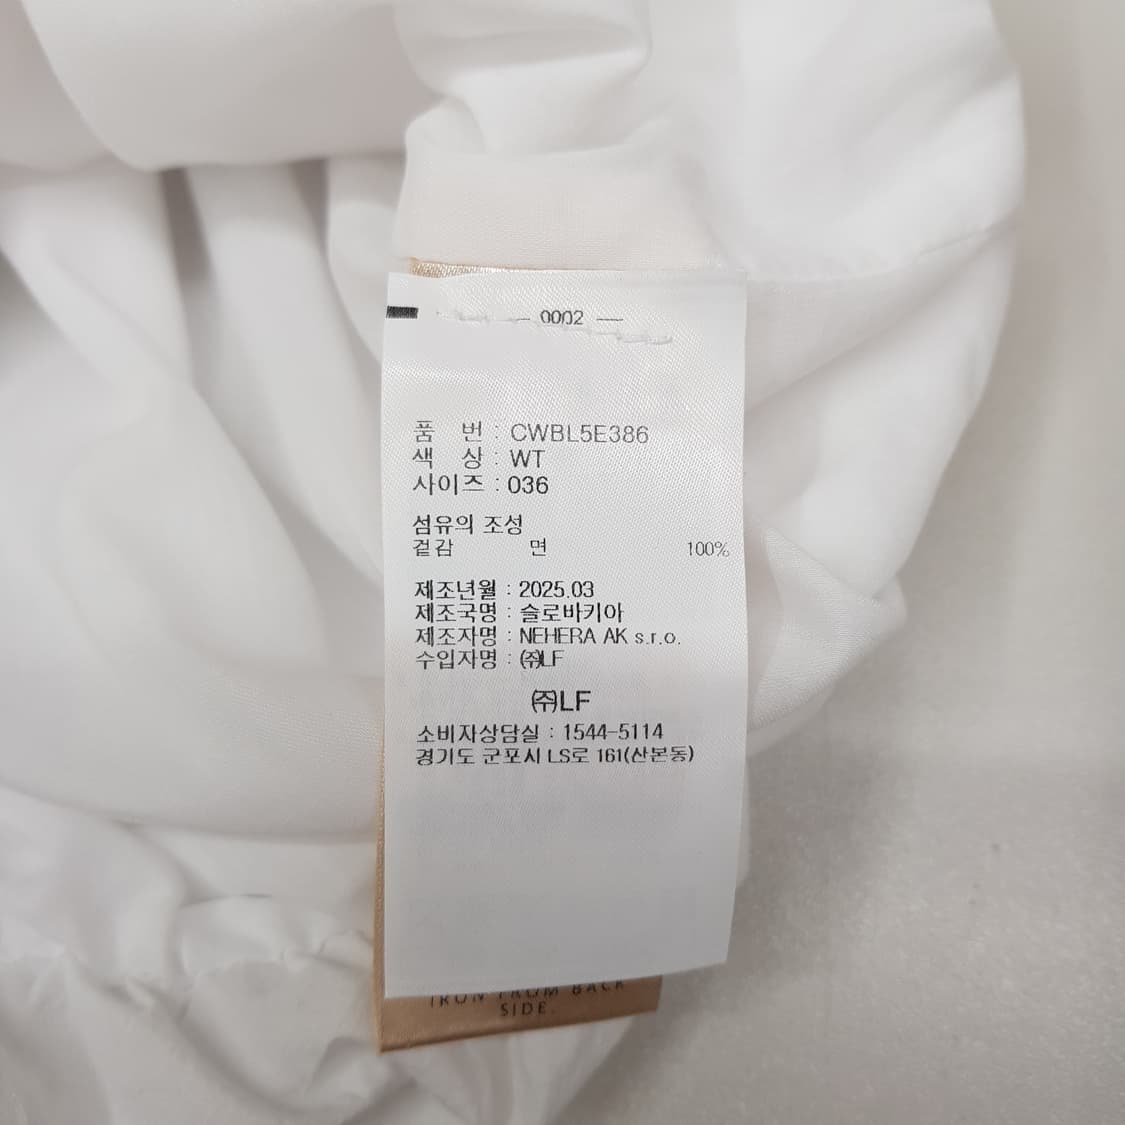 — 0002 —
품 번 : CWBL5E386
색 상 : WT
사이즈 : 036
섬유의 조성
겉감 면 100%
제조년월 : 2025.03
제조국명 : 슬로바키아
제조자명 : NEHERA AK s.r.o.
수입자명 : ㈜LF
㈜LF
소비자상담실 : 1544-5114
경기도 군포시 LS로 161(산본동)
IRON FROM BACK
SIDE.